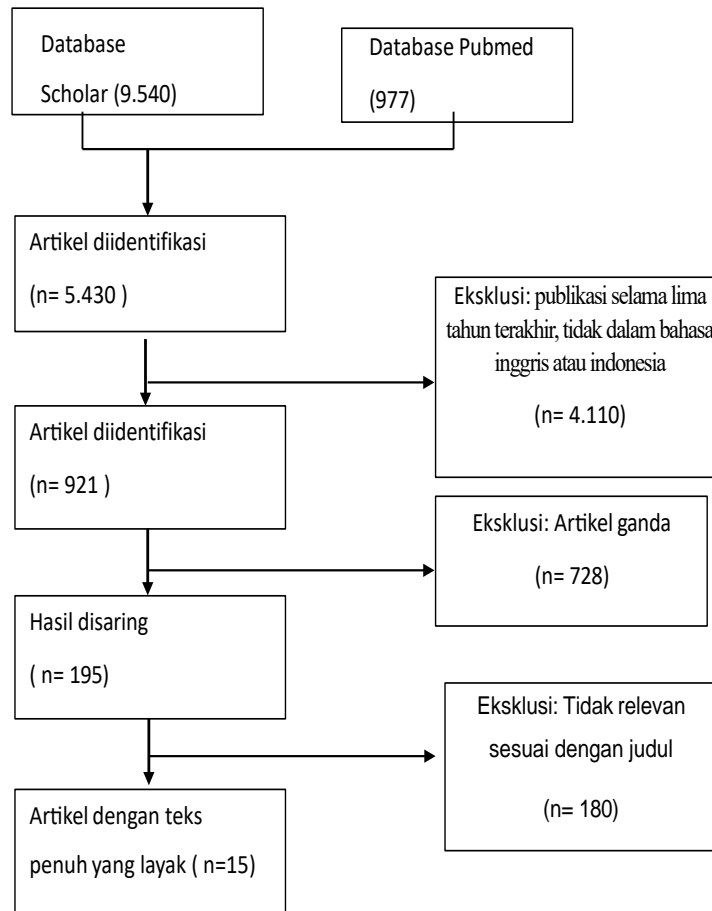 Database
Scholar (9.540)
Database Pubmed
(977)
Artikel diidentifikasi
(n= 5.430 )
Eksklusi: publikasi selama lima
tahun terakhir, tidak dalam bahasa
inggris atau indonesia
(n= 4.110)
Artikel diidentifikasi
(n= 921 )
Eksklusi: Artikel ganda
(n= 728)
Hasil disaring
( n= 195)
Eksklusi: Tidak relevan
sesuai dengan judul
(n= 180)
Artikel dengan teks
penuh yang layak ( n=15)